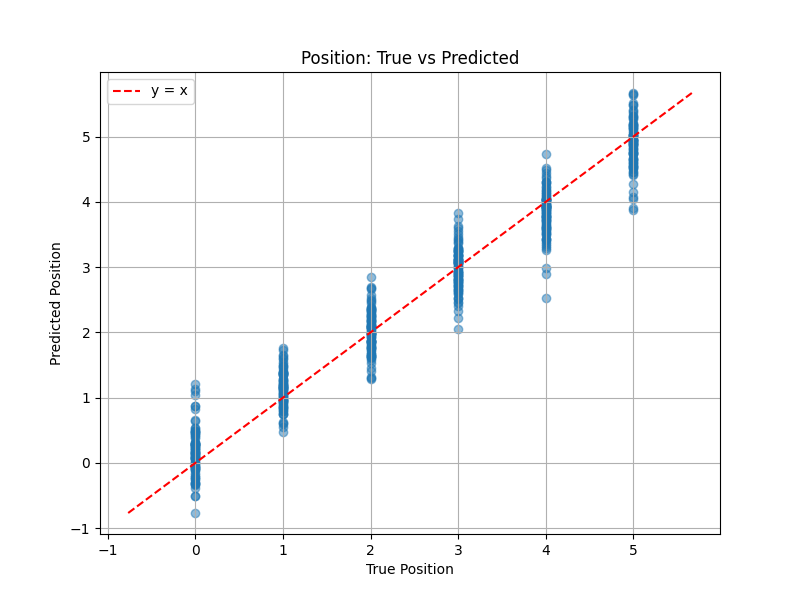 Position: True vs Predicted
y = x
Predicted Position
5
4
3
2
1
0
−1
−1 0 1 2 3 4 5
True Position